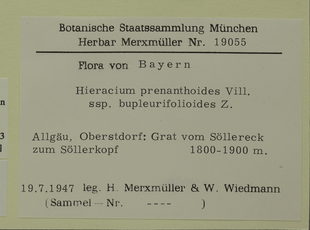 Botanische Staatssammlung München
Herbar Merxmüller Nr. 19055
Flora von Bayern
Hieracium prenanthoides Vill.
ssp. bupleurifolioides Z.
Allgäu, Oberstdorf: Grat vom Söllereck
zum Söllerkopf 1800-1900 m.
19.7.1947 leg. H. Merxmüller & W. Wiedmann
(Sammel – Nr. ---- )